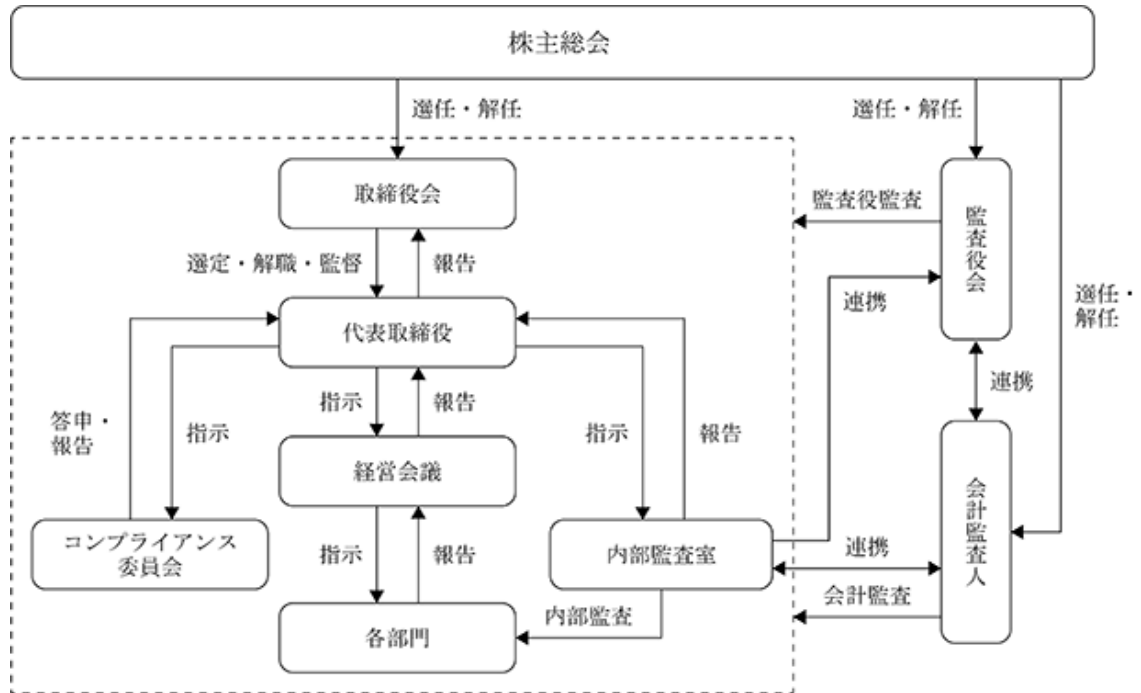 株主総会
選任・解任
選任・解任
取締役会
監査役監査
監査役会
選定・解職・監督
報告
連携
選任・
解任
代表取締役
指示
報告
連携
答申・
報告
指示
指示
報告
経営会議
コンプライアンス
委員会
指示
報告
内部監査室
連携
会計監査人
会計監査
内部監査
各部門